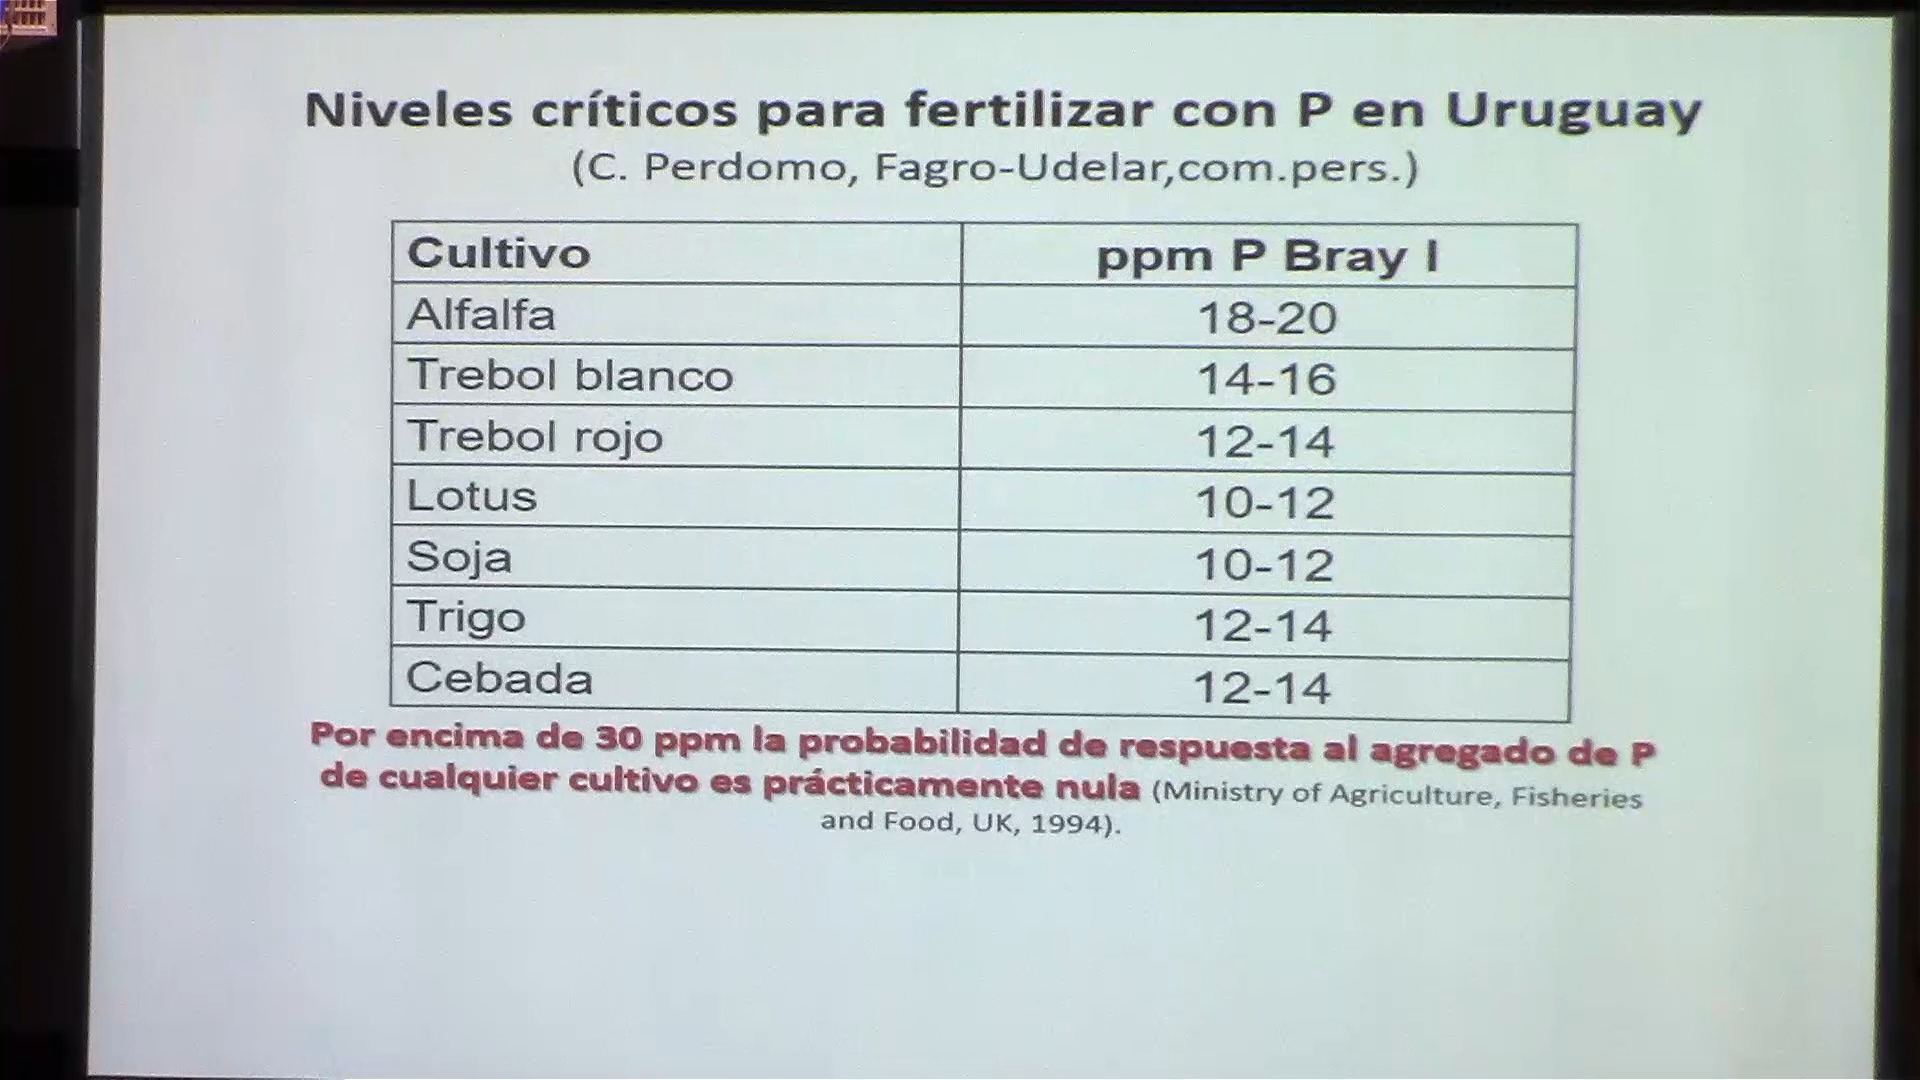 Niveles críticos para fertilizar con P en Uruguay
(C. Perdomo, Fagro-Udelar,com.pers.)
Cultivo ppm P Bray I
Alfalfa 18-20
Trebol blanco 14-16
Trebol rojo 12-14
Lotus 10-12
Soja 10-12
Trigo 12-14
Cebada 12-14
Por encima de 30 ppm la probabilidad de respuesta al agregado de P
de cualquier cultivo es prácticamente nula (Ministry of Agriculture, Fisheries
and Food, UK, 1994).